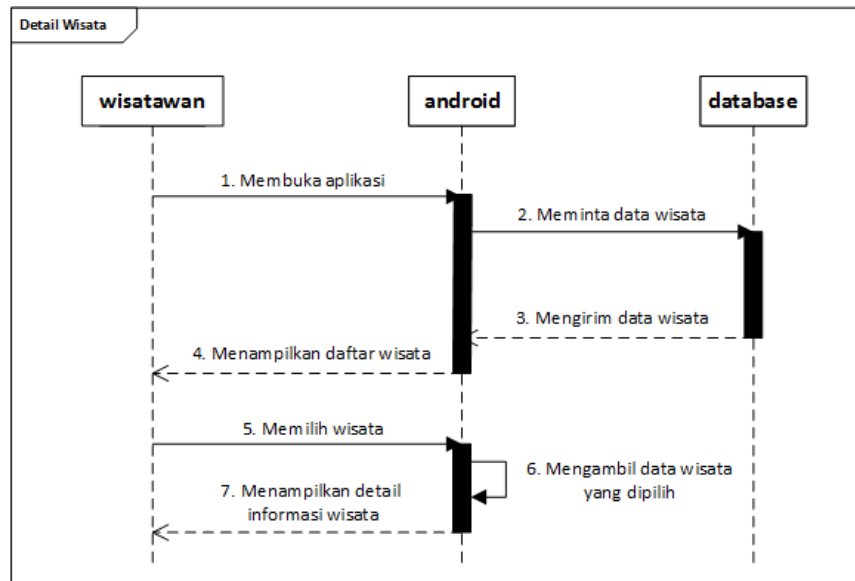 Detail Wisata
wisatawan
android
database
1. Membuka aplikasi
2. Meminta data wisata
3. Mengirim data wisata
4. Menampilkan daftar wisata
5. Memilih wisata
6. Mengambil data wisata
yang dipilih
7. Menampilkan detail
informasi wisata